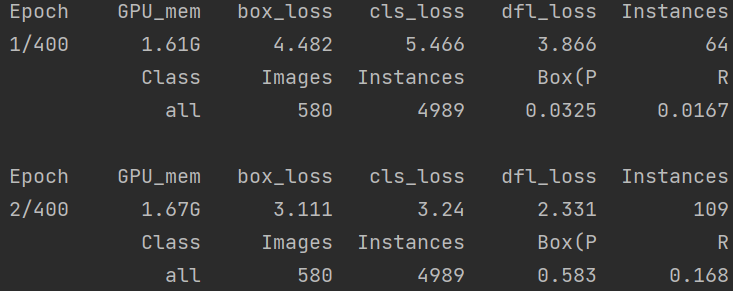 Epoch GPU_mem box_loss cls_loss dfl_loss Instances
1/400 1.61G 4.482 5.466 3.866 64
Class Images Instances Box(P R
all 580 4989 0.0325 0.0167
Epoch GPU_mem box_loss cls_loss dfl_loss Instances
2/400 1.67G 3.111 3.24 2.331 109
Class Images Instances Box(P R
all 580 4989 0.583 0.168